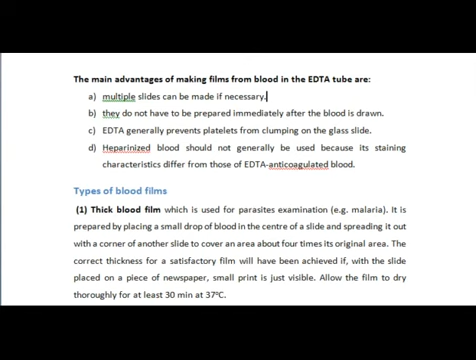 The main advantages of making films from blood in the EDTA tube are:
a) multiple slides can be made if necessary.
b) they do not have to be prepared immediately after the blood is drawn.
c) EDTA generally prevents platelets from clumping on the glass slide.
d) Heparinized blood should not generally be used because its staining
characteristics differ from those of EDTA-anticoagulated blood.
Types of blood films
(1) Thick blood film which is used for parasites examination (e.g. malaria). It is
prepared by placing a small drop of blood in the centre of a slide and spreading it out
with a corner of another slide to cover an area about four times its original area. The
correct thickness for a satisfactory film will have been achieved if, with the slide
placed on a piece of newspaper, small print is just visible. Allow the film to dry
thoroughly for at least 30 min at 37°C.